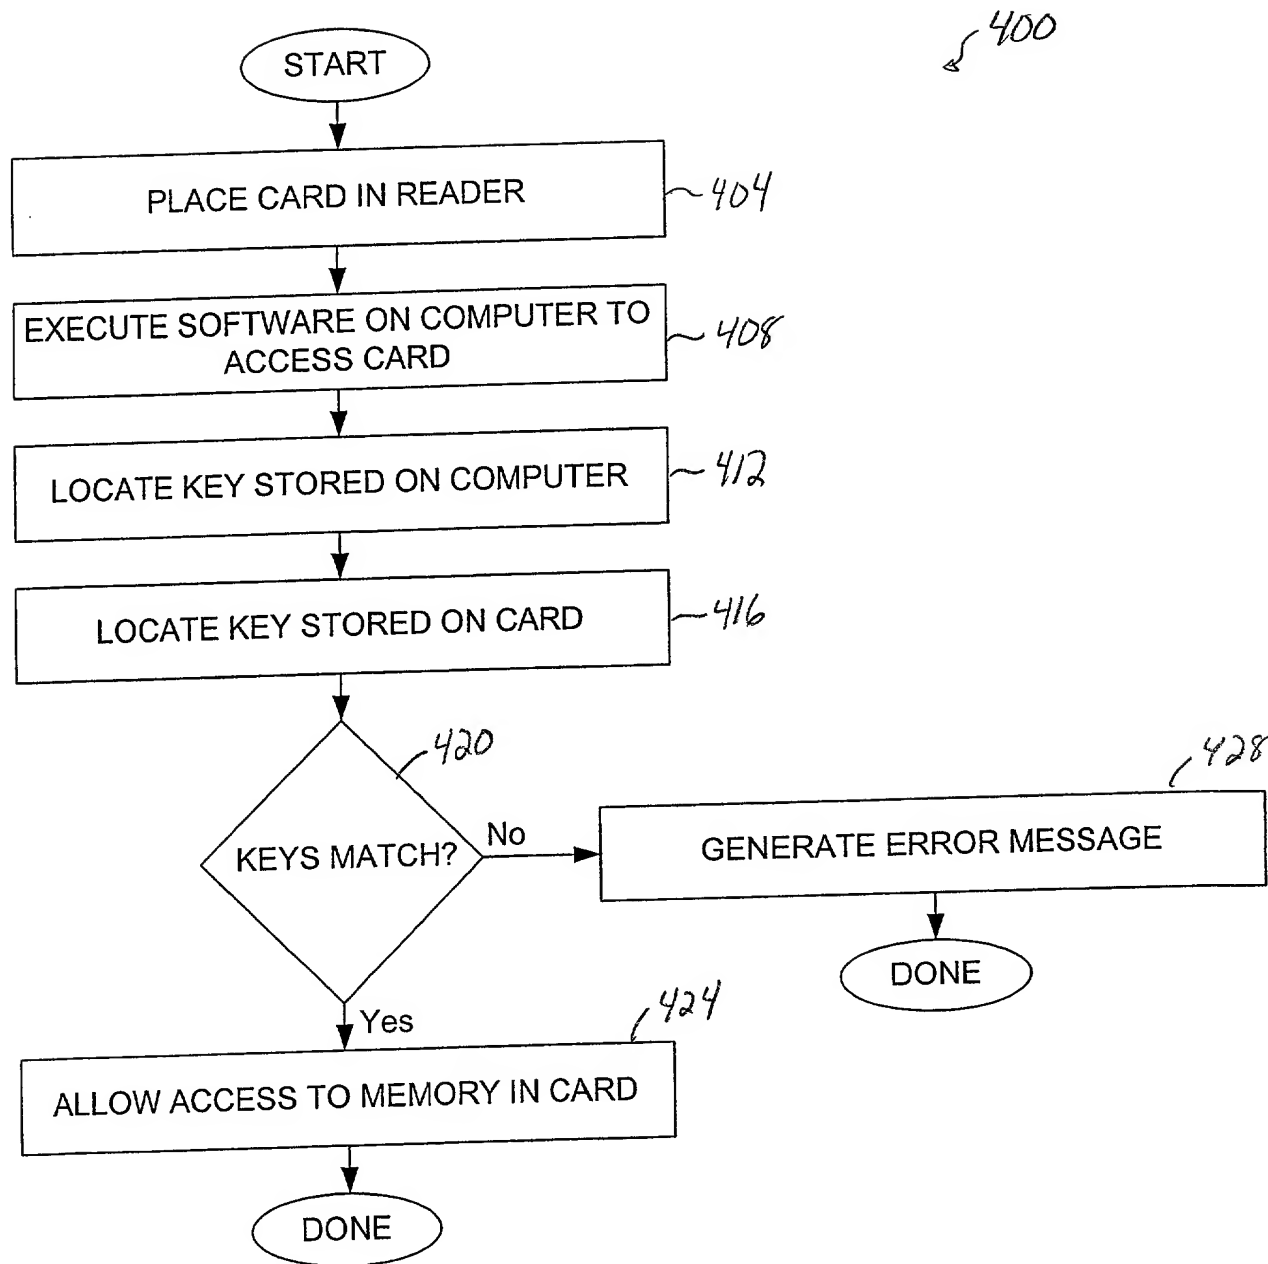 400
START
PLACE CARD IN READER
404
EXECUTE SOFTWARE ON COMPUTER TO
ACCESS CARD
408
LOCATE KEY STORED ON COMPUTER
412
LOCATE KEY STORED ON CARD
416
420
KEYS MATCH?
No
428
GENERATE ERROR MESSAGE
DONE
Yes
424
ALLOW ACCESS TO MEMORY IN CARD
DONE